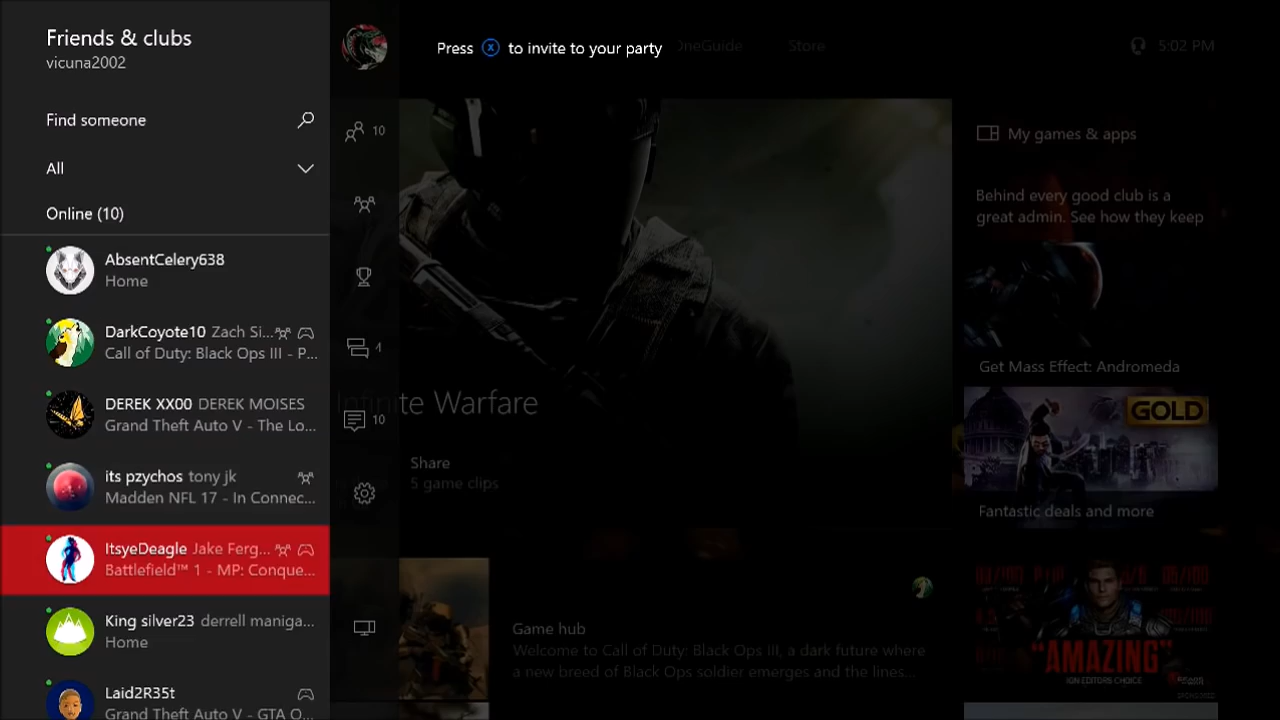 Friends & clubs
vicuna2002
Find someone
All
Online (10)
AbsentCelery638
Home
DarkCoyote10 Zach Si...
Call of Duty: Black Ops III - P...
DEREK XX00 DEREK MOISES
Grand Theft Auto V - The Lo...
its pzychos tony jk
Madden NFL 17 - In Connec...
ItsyeDeagle Jake Ferg...
Battlefield™ 1 - MP: Conque...
King silver23 derrell maniga...
Home
Laid2R35t
Grand Theft Auto V - GTA O...
10
4
10
Press X to invite to your party
OneGuide
Store
5:02 PM
Infinite Warfare
Share
5 game clips
Game hub
Welcome to Call of Duty: Black Ops III, a dark future where
a new breed of Black Ops soldier emerges and the lines...
My games & apps
Behind every good club is a
great admin. See how they keep
Get Mass Effect: Andromeda
GOLD
Fantastic deals and more
"AMAZING"
IGN EDITORS CHOICE